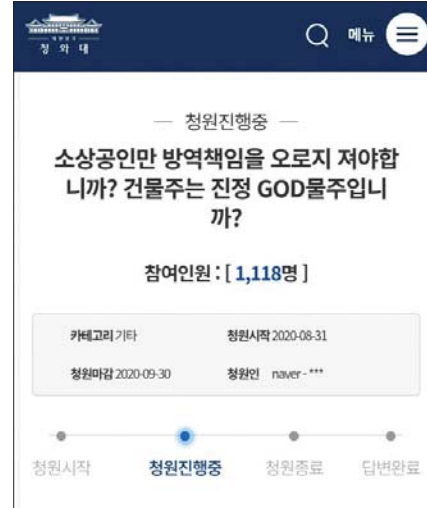 대한민국
청와대
메뉴
청원진행중
소상공인만 방역책임을 오로지 져야합
니까? 건물주는 진정 GOD물주입니
까?
참여인원 : [ 1,118명 ]
카테고리 기타 청원시작 2020-08-31
청원마감 2020-09-30 청원인 naver - ***
청원시작 청원진행중 청원종료 답변완료